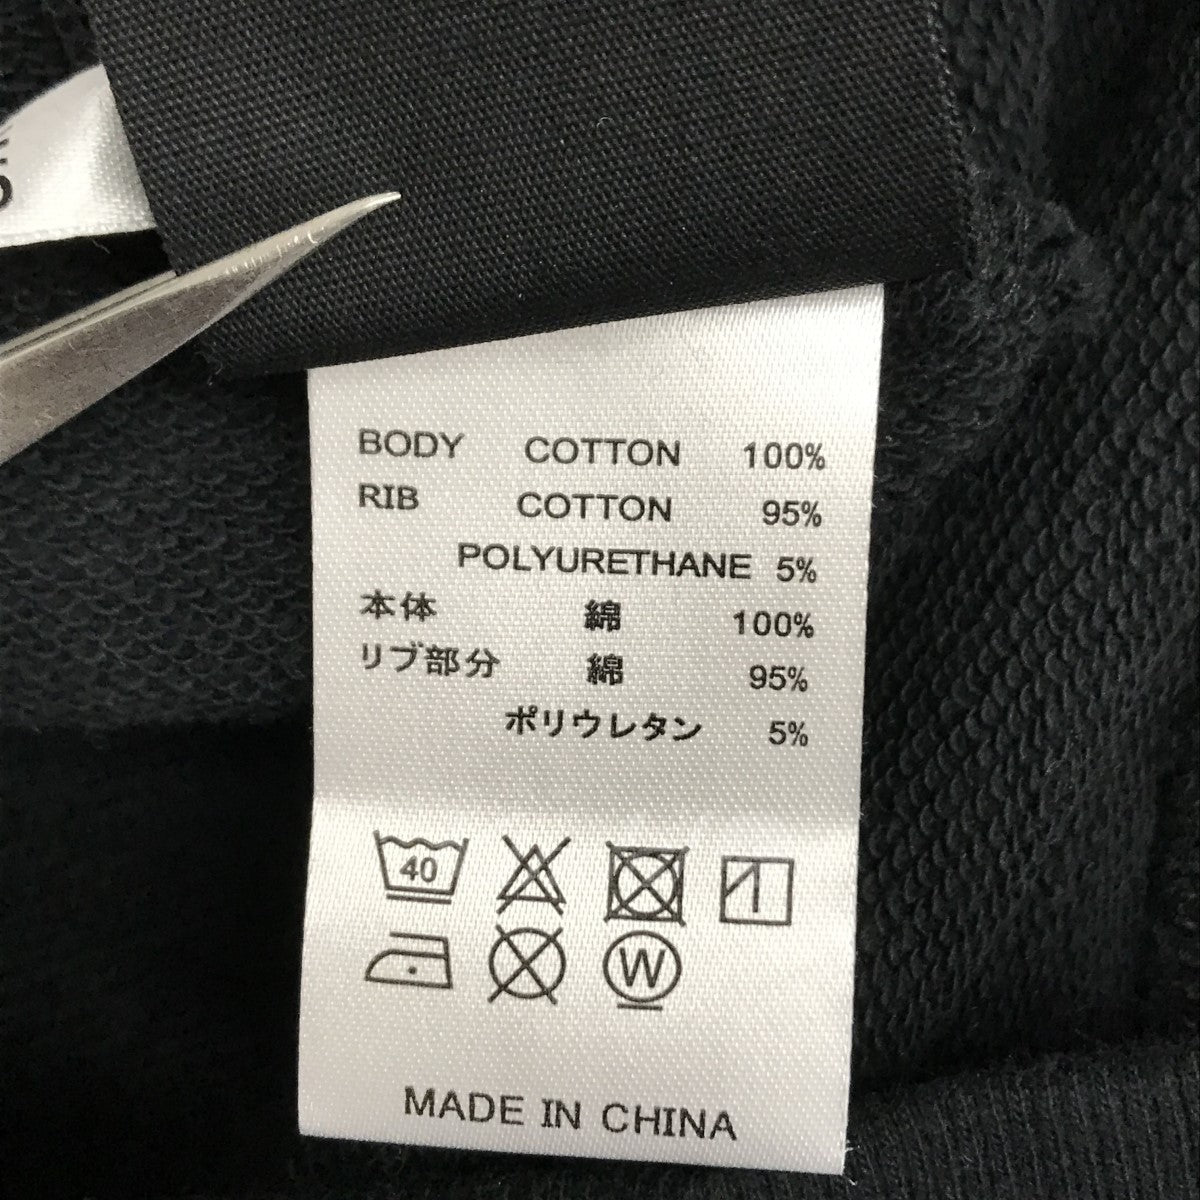 BODY COTTON 100%
RIB COTTON 95%
POLYURETHANE 5%
本体 綿 100%
リブ部分 綿 95%
ポリウレタン 5%
40
W
MADE IN CHINA